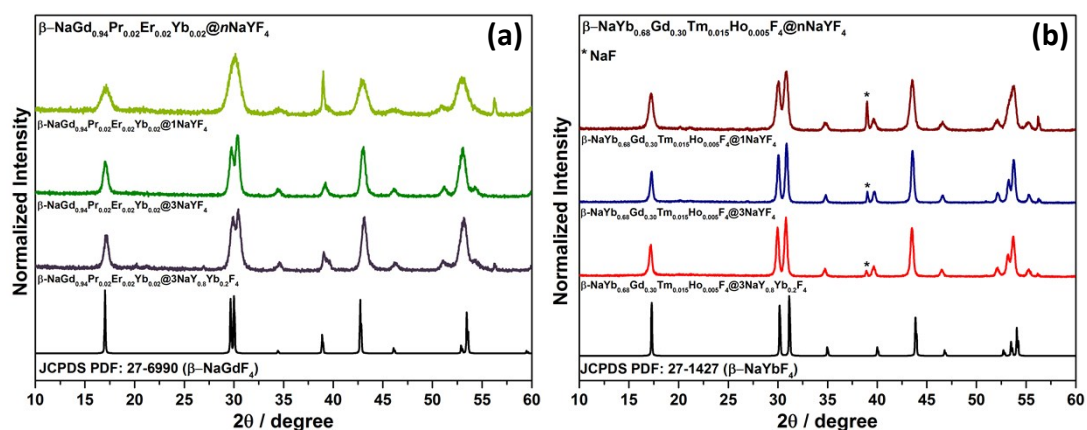 β–NaGd₀.₉₄Pr₀.₀₂Er₀.₀₂Yb₀.₀₂@nNaYF₄
(a)
β-NaGd₀.₉₄Pr₀.₀₂Er₀.₀₂Yb₀.₀₂@1NaYF₄
β-NaGd₀.₉₄Pr₀.₀₂Er₀.₀₂Yb₀.₀₂@3NaYF₄
β-NaGd₀.₉₄Pr₀.₀₂Er₀.₀₂Yb₀.₀₂@3NaY₀.₈Yb₀.₂F₄
JCPDS PDF: 27-6990 (β–NaGdF₄)
10 15 20 25 30 35 40 45 50 55 60
2θ / degree
Normalized Intensity
β–NaYb₀.₆₈Gd₀.₃₀Tm₀.₀₁₅Ho₀.₀₀₅F₄@nNaYF₄
(b)
* NaF
*
β-NaYb₀.₆₈Gd₀.₃₀Tm₀.₀₁₅Ho₀.₀₀₅F₄@1NaYF₄
*
β-NaYb₀.₆₈Gd₀.₃₀Tm₀.₀₁₅Ho₀.₀₀₅F₄@3NaYF₄
*
β-NaYb₀.₆₈Gd₀.₃₀Tm₀.₀₁₅Ho₀.₀₀₅F₄@3NaY₀.₈Yb₀.₂F₄
JCPDS PDF: 27-1427 (β–NaYbF₄)
10 15 20 25 30 35 40 45 50 55 60
2θ / degree
Normalized Intensity